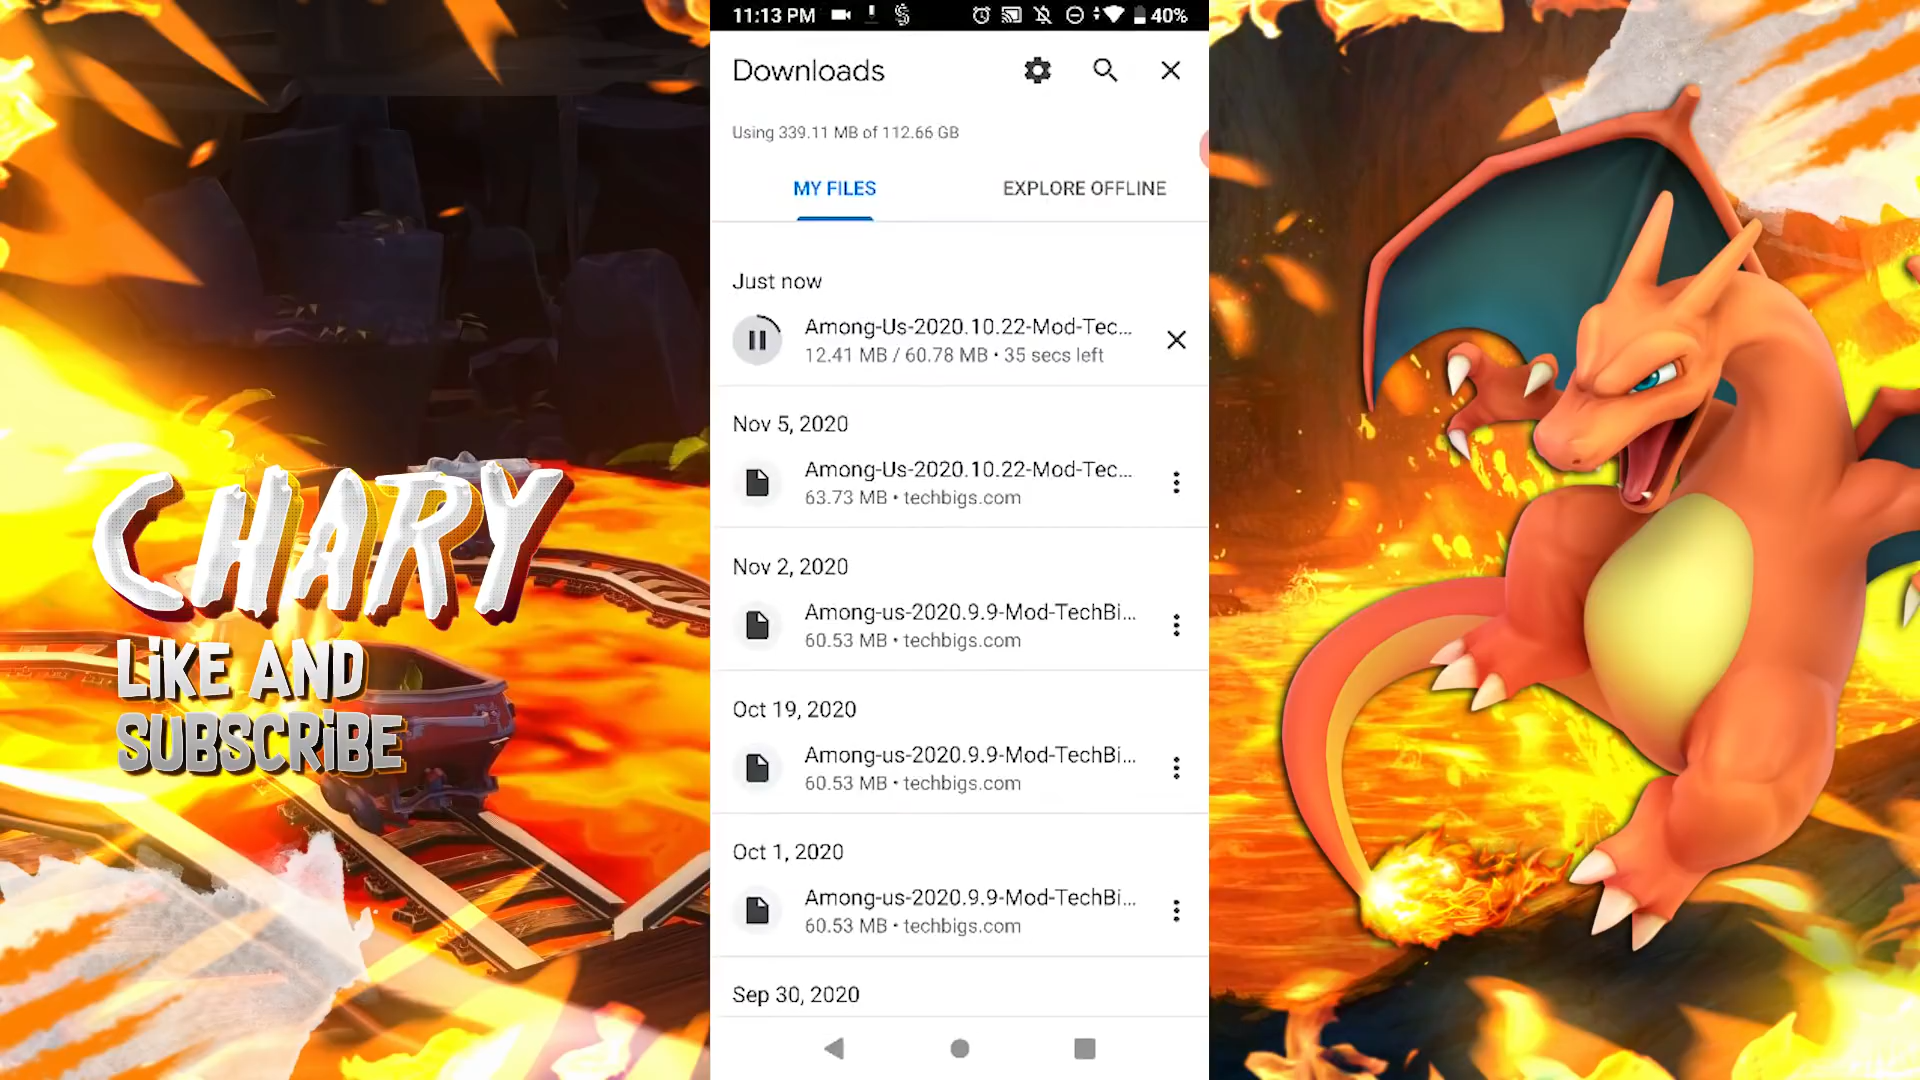 11:13 PM
40%
Downloads
Using 339.11 MB of 112.66 GB
MY FILES
EXPLORE OFFLINE
Just now
Among-Us-2020.10.22-Mod-Tec...
12.41 MB / 60.78 MB • 35 secs left
Nov 5, 2020
Among-Us-2020.10.22-Mod-Tec...
63.73 MB • techbigs.com
Nov 2, 2020
Among-us-2020.9.9-Mod-TechBi...
60.53 MB • techbigs.com
Oct 19, 2020
Among-us-2020.9.9-Mod-TechBi...
60.53 MB • techbigs.com
Oct 1, 2020
Among-us-2020.9.9-Mod-TechBi...
60.53 MB • techbigs.com
Sep 30, 2020
CHARY
LiKE AND
SUBSCRiBE